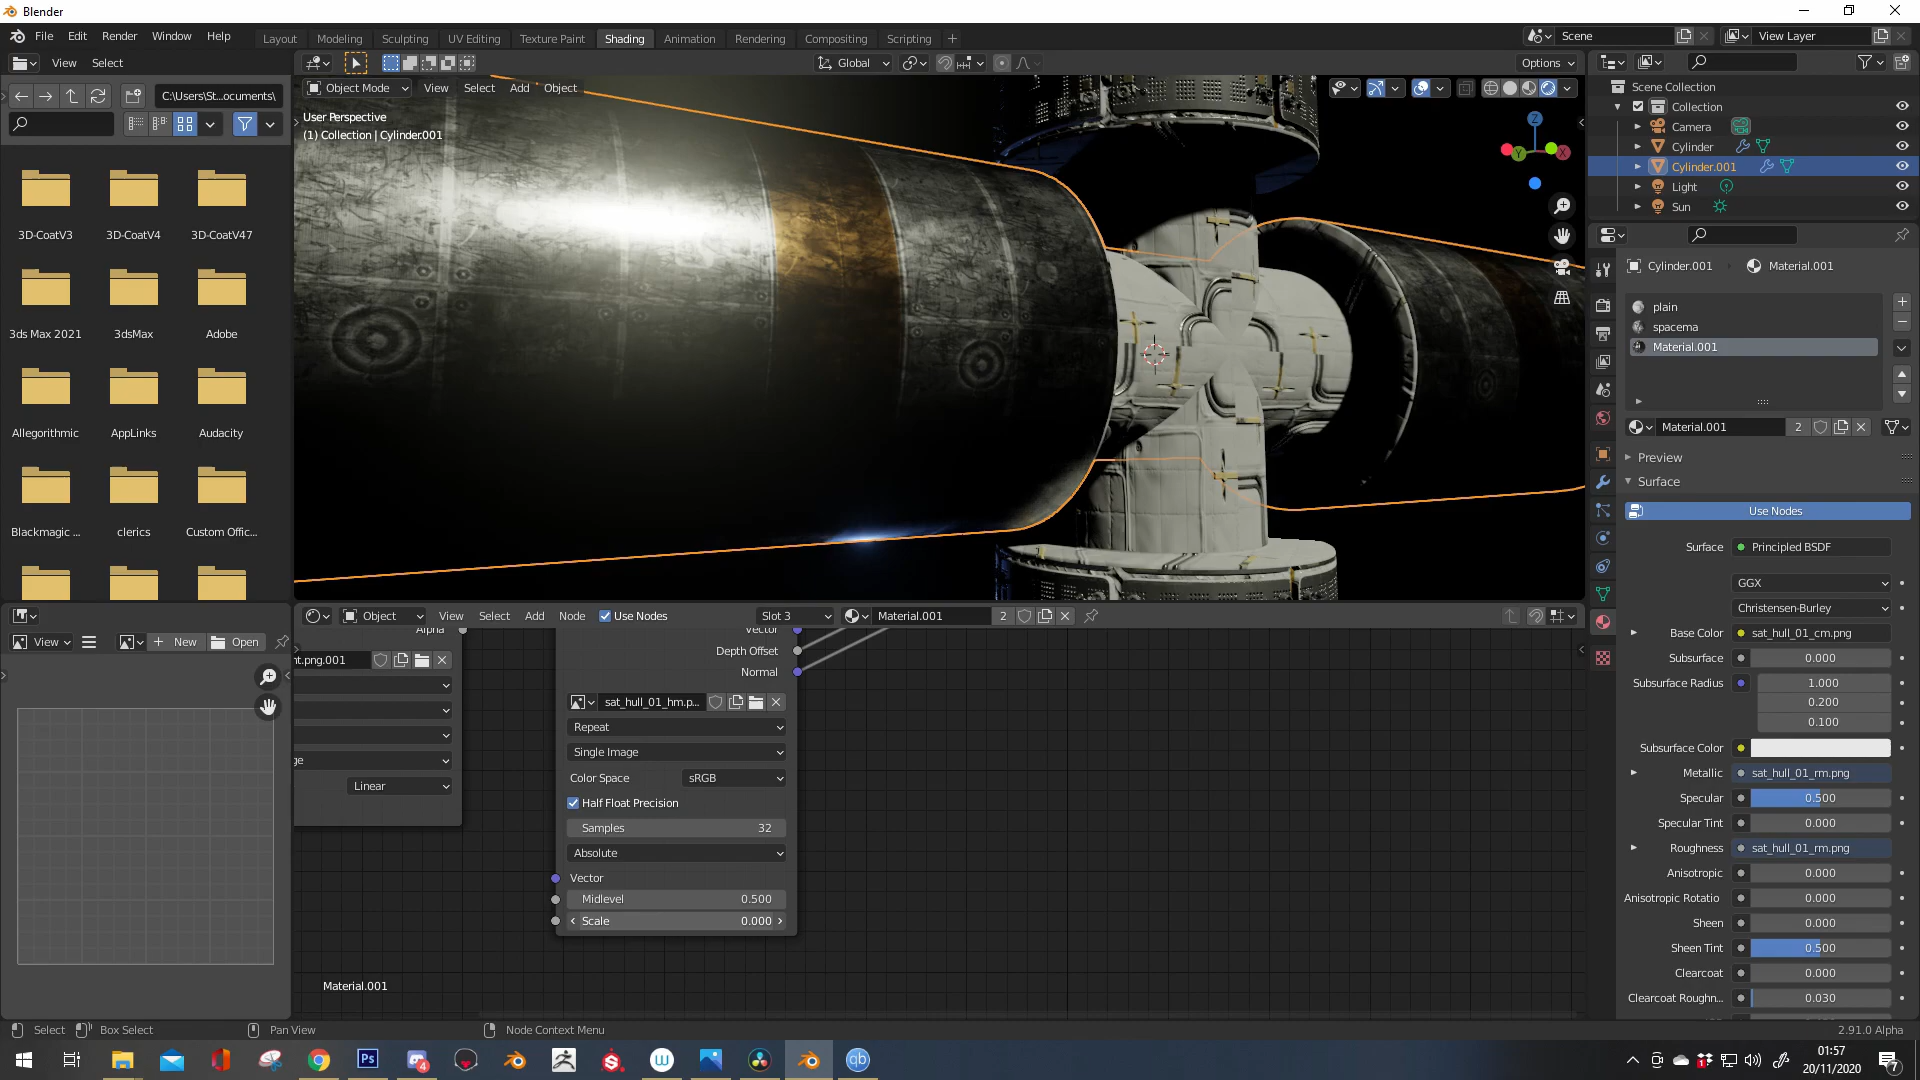 Blender
File Edit Render Window Help
Layout Modeling Sculpting UV Editing Texture Paint Shading Animation Rendering Compositing Scripting
Scene
View Layer
View Select
Global
Options
C:\Users\St...ocuments\
Object Mode View Select Add Object
User Perspective
(1) Collection | Cylinder.001
Z
Y
X
3D-CoatV3 3D-CoatV4 3D-CoatV47
3ds Max 2021 3dsMax Adobe
Allegorithmic AppLinks Audacity
Blackmagic ... clerics Custom Offic...
Scene Collection
Collection
Camera
Cylinder
Cylinder.001
Light
Sun
Cylinder.001 Material.001
plain
spacema
Material.001
Material.001 2
Preview
Surface
Use Nodes
Surface Principled BSDF
GGX
Christensen-Burley
Base Color sat_hull_01_cm.png
Subsurface 0.000
Subsurface Radius 1.000
0.200
0.100
Subsurface Color
Metallic sat_hull_01_rm.png
Specular 0.500
Specular Tint 0.000
Roughness sat_hull_01_rm.png
Anisotropic 0.000
Anisotropic Rotatio 0.000
Sheen 0.000
Sheen Tint 0.500
Clearcoat 0.000
Clearcoat Roughn... 0.030
View New Open
Object View Select Add Node Use Nodes Slot 3 Material.001 2
Alpha
nt.png.001
ge
Linear
Vector
Depth Offset
Normal
sat_hull_01_hm.p...
Repeat
Single Image
Color Space sRGB
Half Float Precision
Samples 32
Absolute
Vector
Midlevel 0.500
Scale 0.000
Material.001
Select Box Select Pan View Node Context Menu 2.91.0 Alpha
Ps
4
W
qb
1
01:57
20/11/2020
7